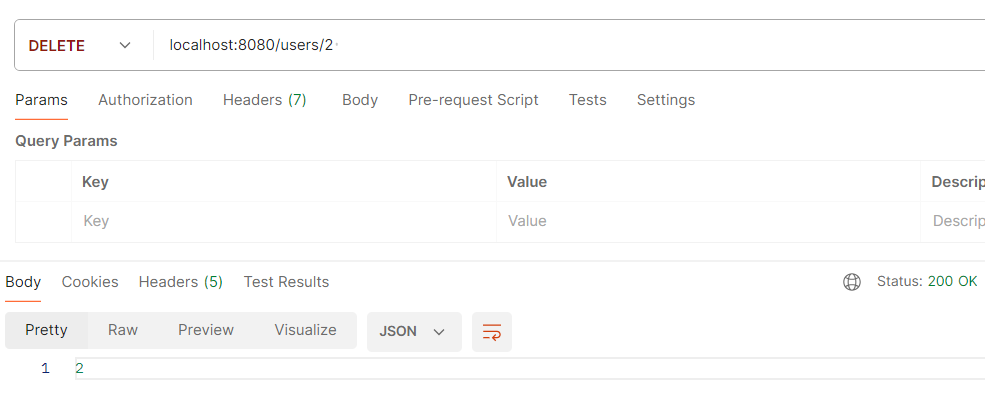 DELETE localhost:8080/users/2
Params Authorization Headers (7) Body Pre-request Script Tests Settings
Query Params
Key Value Descrip
Key Value Descrip
Body Cookies Headers (5) Test Results Status: 200 OK
Pretty Raw Preview Visualize JSON
1 2